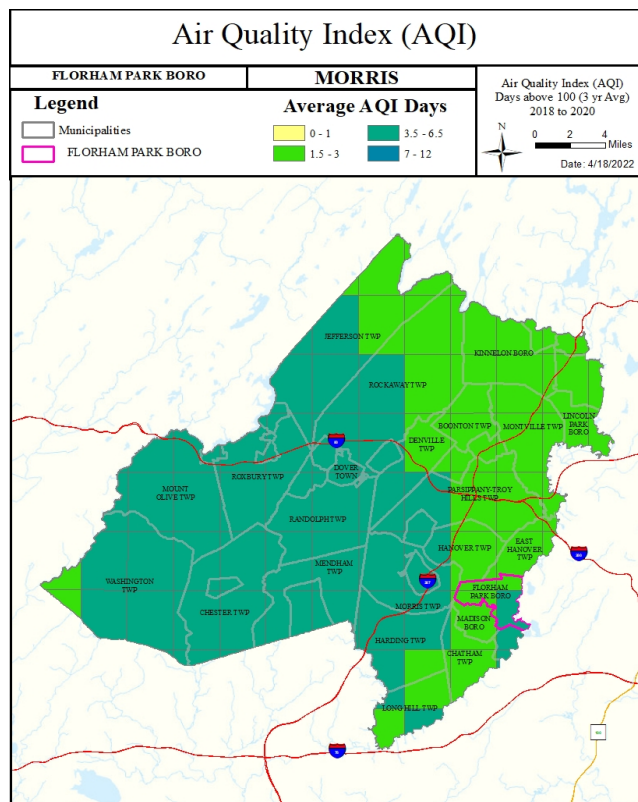 Air Quality Index (AQI)
FLORHAM PARK BORO
MORRIS
Legend
Municipalities
FLORHAM PARK BORO
Average AQI Days
0 - 1
1.5 - 3
3.5 - 6.5
7 - 12
Air Quality Index (AQI)
Days above 100 (3 yr Avg)
2018 to 2020
N
0 2 4
Miles
Date: 4/18/2022
JEFFERSON TWP
KINNELON BORO
ROCKAWAY TWP
LINCOLN
PARK
BORO
BOONTON TWP
MONTVILLE TWP
DENVILLE
TWP
DOVER
TOWN
ROXBURY TWP
MOUNT
OLIVE TWP
PARSIPPANY-TROY
HILLS TWP
RANDOLPH TWP
EAST
HANOVER
TWP
HANOVER TWP
MENDHAM
TWP
WASHINGTON
TWP
FLORHAM
PARK BORO
MORRIS TWP
CHESTER TWP
MADISON
BORO
HARDING TWP
CHATHAM
TWP
LONG HILL TWP